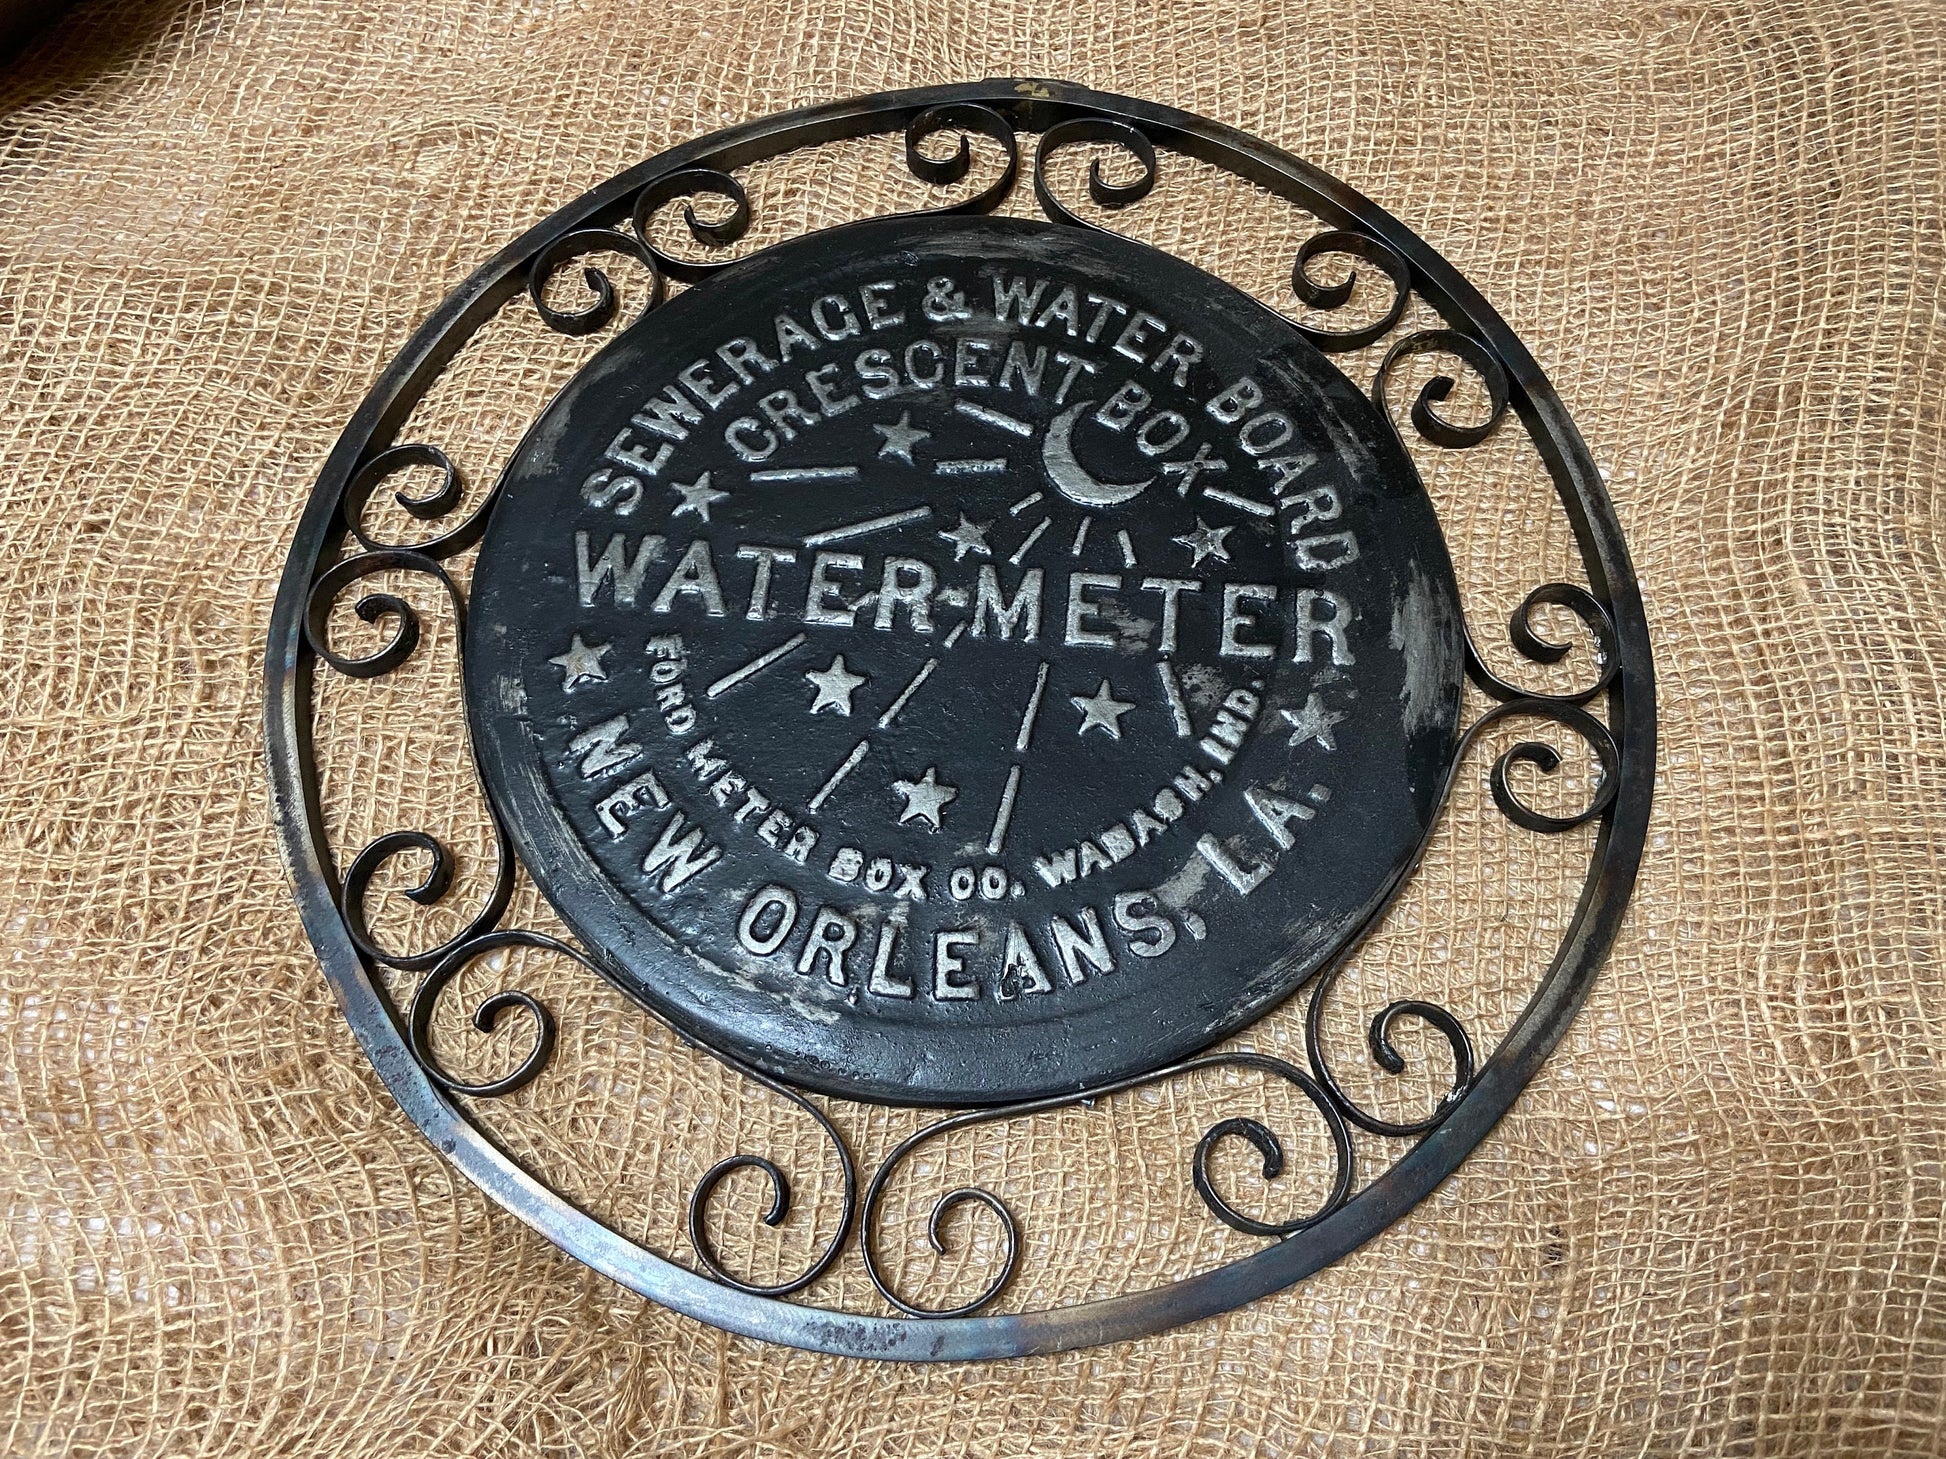 SEWERAGE & WATER BOARD
CRESCENT BOX
WATER-METER
FORD METER BOX CO. WABASH, IND.
NEW ORLEANS, LA.